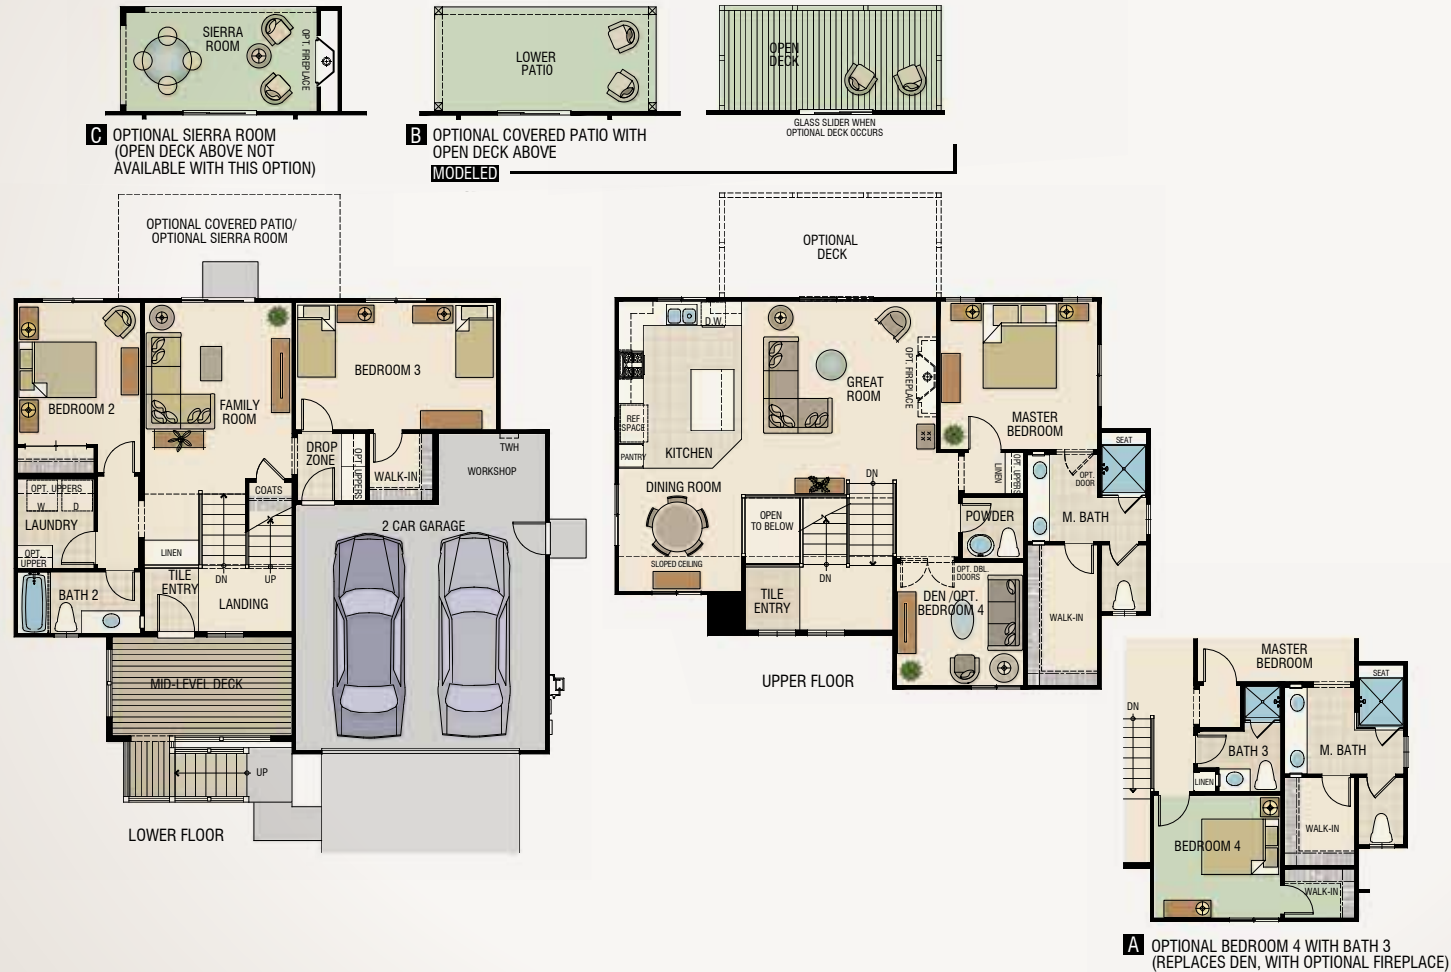 SIERRA
ROOM
OPT. FIREPLACE
C OPTIONAL SIERRA ROOM
(OPEN DECK ABOVE NOT
AVAILABLE WITH THIS OPTION)
LOWER
PATIO
B OPTIONAL COVERED PATIO WITH
OPEN DECK ABOVE
MODELED
OPEN
DECK
GLASS SLIDER WHEN
OPTIONAL DECK OCCURS
OPTIONAL COVERED PATIO/
OPTIONAL SIERRA ROOM
BEDROOM 2
FAMILY
ROOM
BEDROOM 3
DROP
ZONE
OPT. UPPERS
WALK-IN
TWH
WORKSHOP
COATS
OPT. UPPERS
W D
LAUNDRY
OPT.
UPPER
LINEN
DN
UP
2 CAR GARAGE
TILE
ENTRY
LANDING
BATH 2
MID-LEVEL DECK
UP
LOWER FLOOR
OPTIONAL
DECK
D.W.
REF
SPACE
PANTRY
KITCHEN
GREAT
ROOM
OPT. FIREPLACE
MASTER
BEDROOM
SEAT
DINING ROOM
DN
LINEN
OPT. UPPERS
OPT.
DOOR
OPEN
TO BELOW
POWDER
M. BATH
SLOPED CEILING
DN
OPT. DBL.
DOORS
TILE
ENTRY
DEN /OPT.
BEDROOM 4
WALK-IN
UPPER FLOOR
MASTER
BEDROOM
SEAT
DN
BATH 3
M. BATH
LINEN
WALK-IN
BEDROOM 4
WALK-IN
A OPTIONAL BEDROOM 4 WITH BATH 3
(REPLACES DEN, WITH OPTIONAL FIREPLACE)